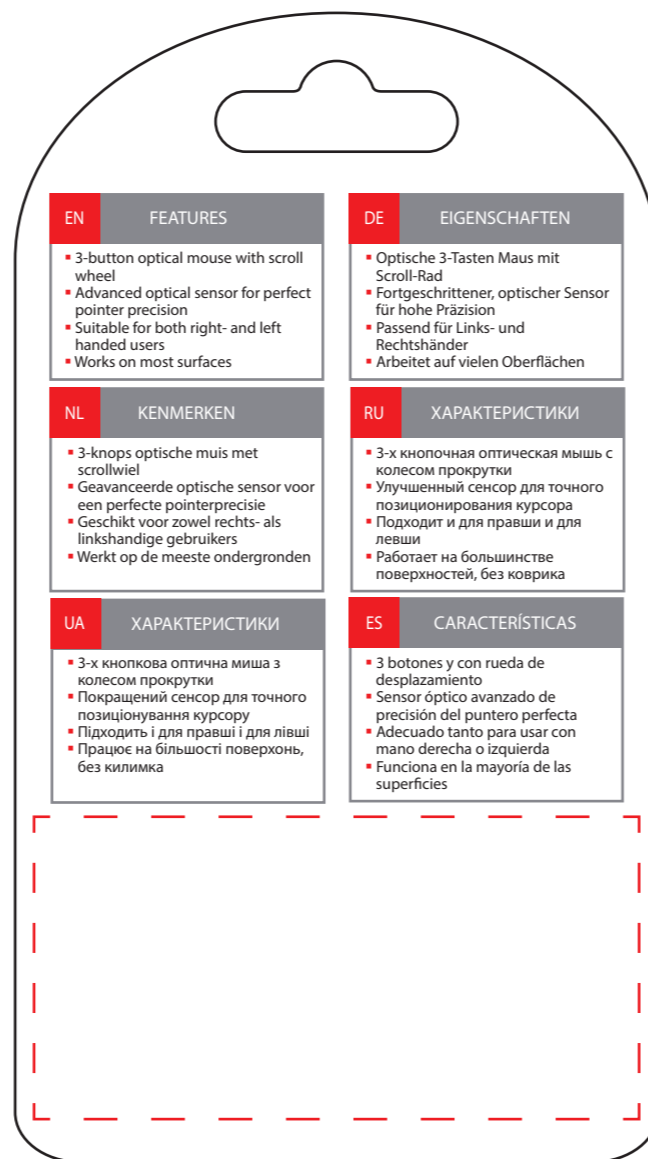 EN FEATURES
▪ 3-button optical mouse with scroll
wheel
▪ Advanced optical sensor for perfect
pointer precision
▪ Suitable for both right- and left
handed users
▪ Works on most surfaces
DE EIGENSCHAFTEN
▪ Optische 3-Tasten Maus mit
Scroll-Rad
▪ Fortgeschrittener, optischer Sensor
für hohe Präzision
▪ Passend für Links- und
Rechtshänder
▪ Arbeitet auf vielen Oberflächen
NL KENMERKEN
▪ 3-knops optische muis met
scrollwiel
▪ Geavanceerde optische sensor voor
een perfecte pointerprecisie
▪ Geschikt voor zowel rechts- als
linkshandige gebruikers
▪ Werkt op de meeste ondergronden
RU ХАРАКТЕРИСТИКИ
▪ 3-х кнопочная оптическая мышь с
колесом прокрутки
▪ Улучшенный сенсор для точного
позиционирования курсора
▪ Подходит и для правши и для
левши
▪ Работает на большинстве
поверхностей, без коврика
UA ХАРАКТЕРИСТИКИ
▪ 3-х кнопкова оптична миша з
колесом прокрутки
▪ Покращий сенсор для точного
позиціонування курсору
▪ Підходить і для правші і для лівші
▪ Працює на більшості поверхонь,
без килимка
ES CARACTERÍSTICAS
▪ 3 botones y con rueda de
desplazamiento
▪ Sensor óptico avanzado de
precisión del puntero perfecta
▪ Adecuado tanto para usar con
mano derecha o izquierda
▪ Funciona en la mayoría de las
superficies